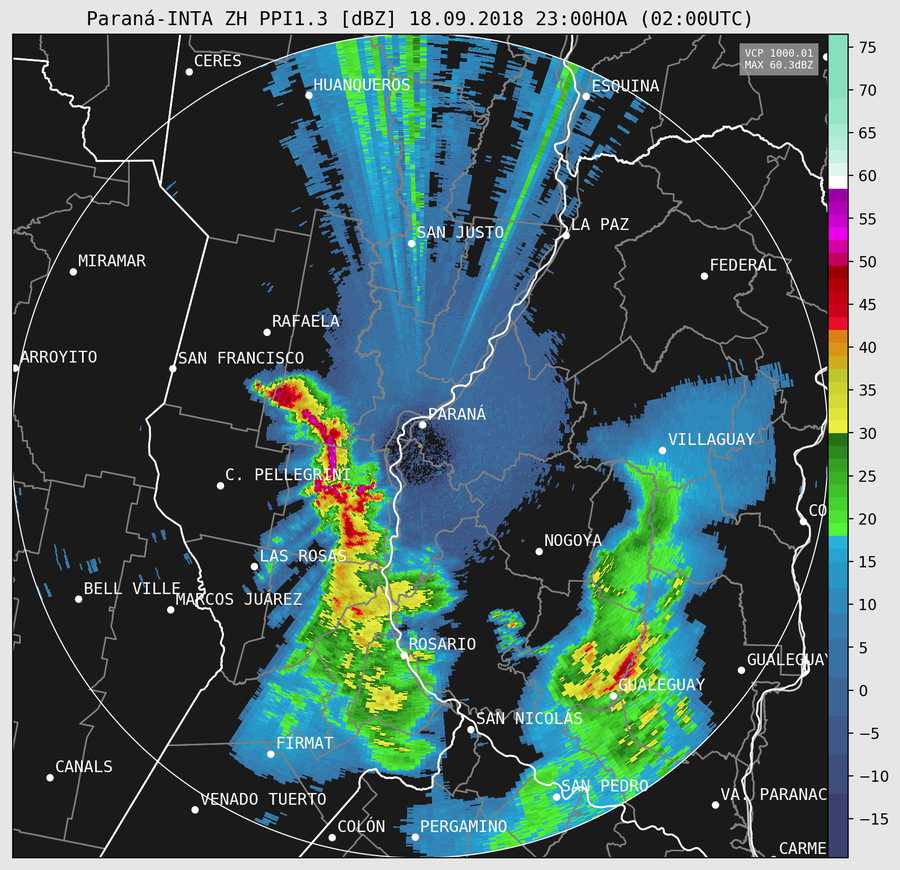 Paraná-INTA ZH PPI1.3 [dBZ] 18.09.2018 23:00HOA (02:00UTC)
VCP 1000.01
MAX 60.3dBZ
CERES
HUANQUEROS
ESQUINA
SAN JUSTO
LA PAZ
MIRAMAR
FEDERAL
RAFAELA
ARROYITO
SAN FRANCISCO
PARANÁ
VILLAGUAY
C. PELLEGRINI
CO
NOGOYA
LAS ROSAS
BELL VILLE
MARCOS JUÁREZ
ROSARIO
GUALEGUAY
GUALEGUAY
SAN NICOLÁS
FIRMAT
CANALS
SAN PEDRO
VENADO TUERTO
VA. PARANAC
COLÓN
PERGAMINO
CARME
75
70
65
60
55
50
45
40
35
30
25
20
15
10
5
0
−5
−10
−15